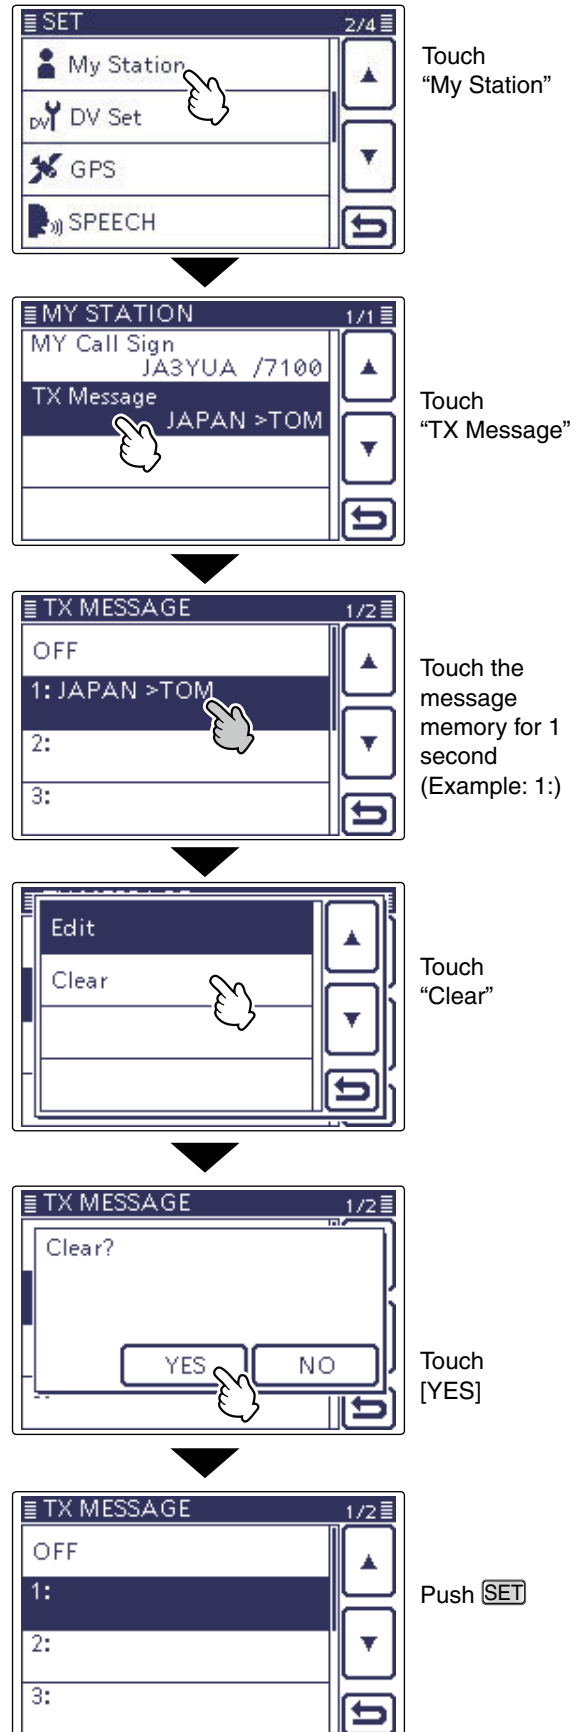 SET 2/4
My Station
DV Set
GPS
SPEECH
Touch
“My Station”
MY STATION 1/1
MY Call Sign
JA3YUA /7100
TX Message
JAPAN >TOM
Touch
“TX Message”
TX MESSAGE 1/2
OFF
1: JAPAN >TOM
2:
3:
Touch the
message
memory for 1
second
(Example: 1:)
Edit
Clear
Touch
“Clear”
TX MESSAGE 1/2
Clear?
YES NO
Touch
[YES]
TX MESSAGE 1/2
OFF
1:
2:
3:
Push SET